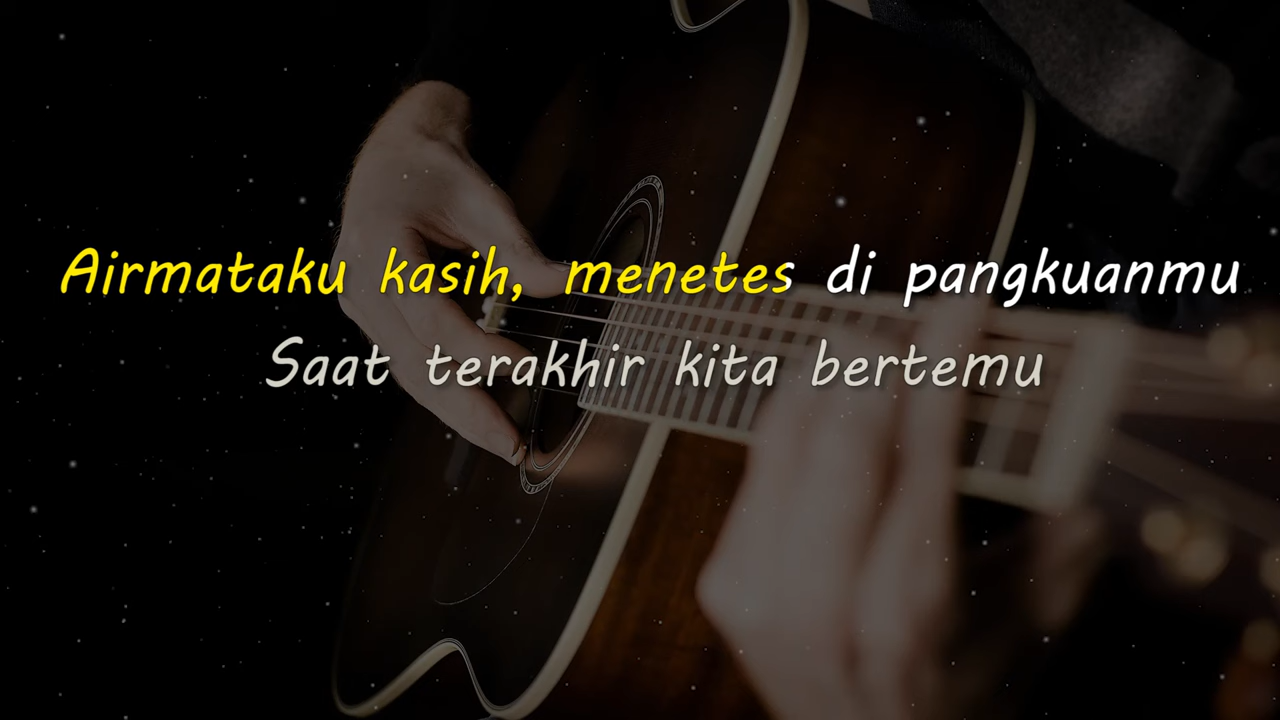 Airmataku kasih, menetes di pangkuanmu
Saat terakhir kita bertemu